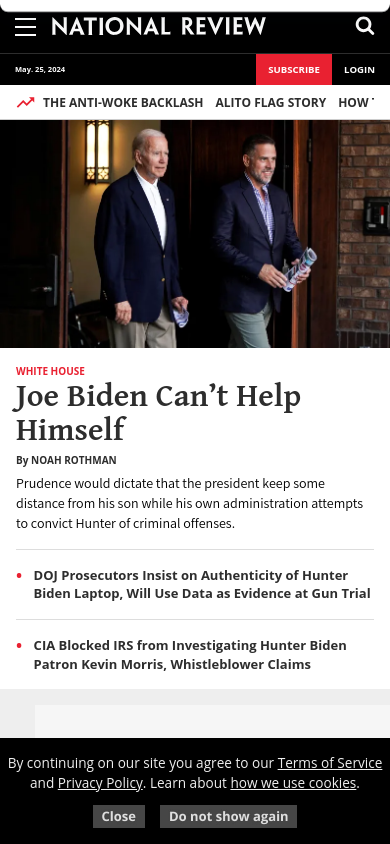 NATIONAL REVIEW
May. 25, 2024
SUBSCRIBE
LOGIN
THE ANTI-WOKE BACKLASH ALITO FLAG STORY HOW
WHITE HOUSE
Joe Biden Can’t Help
Himself
By NOAH ROTHMAN
Prudence would dictate that the president keep some
distance from his son while his own administration attempts
to convict Hunter of criminal offenses.
DOJ Prosecutors Insist on Authenticity of Hunter
Biden Laptop, Will Use Data as Evidence at Gun Trial
CIA Blocked IRS from Investigating Hunter Biden
Patron Kevin Morris, Whistleblower Claims
By continuing on our site you agree to our Terms of Service
and Privacy Policy. Learn about how we use cookies.
Close
Do not show again